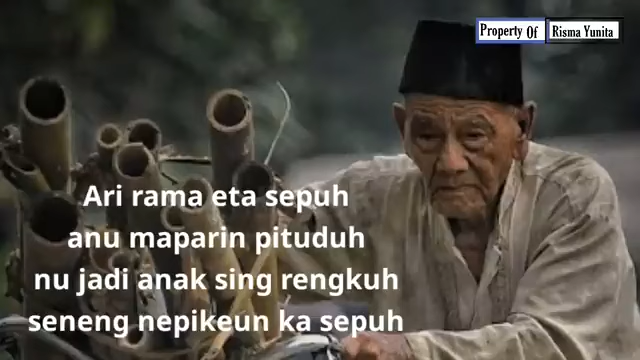 Property Of Risma Yunita
Ari rama eta sepuh
anu maparin pituduh
nu jadi anak sing rengkuh
seneng nepikeun ka sepuh